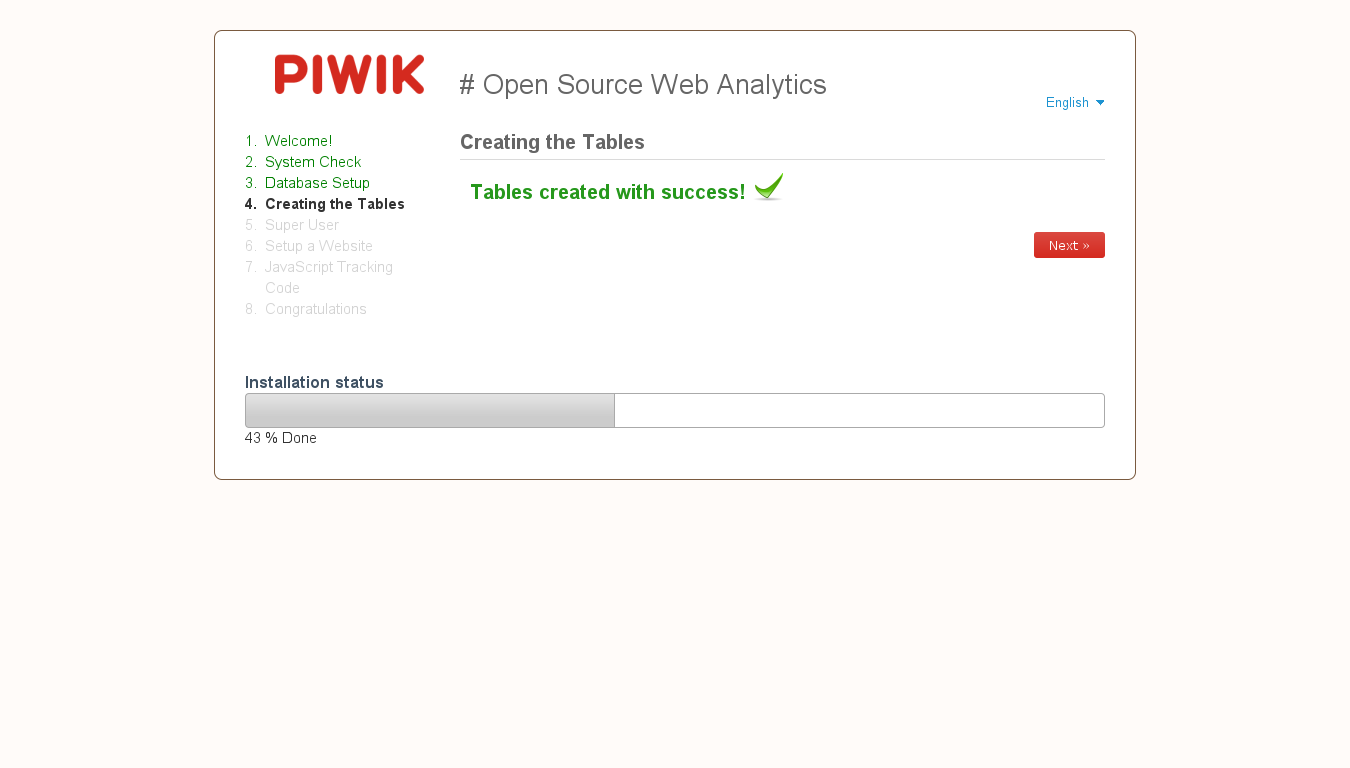 PIWIK
# Open Source Web Analytics
English
1. Welcome!
2. System Check
3. Database Setup
4. Creating the Tables
5. Super User
6. Setup a Website
7. JavaScript Tracking
Code
8. Congratulations
Creating the Tables
Tables created with success!
Next »
Installation status
43 % Done